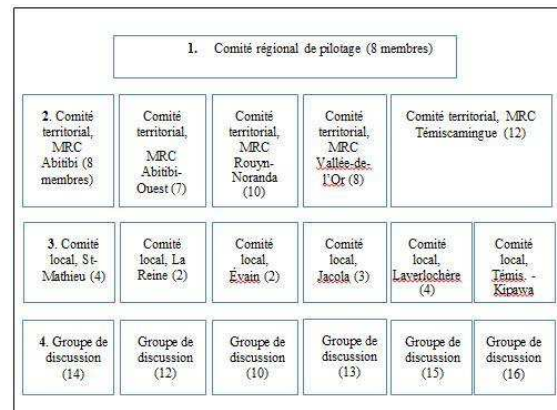 1. Comité régional de pilotage (8 membres)
2. Comité
territorial,
MRC
Abitibi (8
membres)
Comité
territorial,
MRC
Abitibi-
Ouest (7)
Comité
territorial,
MRC
Rouyn-
Noranda
(10)
Comité
territorial,
MRC
Vallée-de-
l'Or (8)
Comité territorial, MRC
Témiscamingue (12)
3. Comité
local, St-
Mathieu (4)
Comité
local, La
Reine (2)
Comité
local,
Évain (2)
Comité
local,
Jacola (3)
Comité
local,
Laverlochère
(4)
Comité
local,
Témis. -
Kipawa
4. Groupe de
discussion
(14)
Groupe de
discussion
(12)
Groupe de
discussion
(10)
Groupe de
discussion
(13)
Groupe de
discussion
(15)
Groupe de
discussion
(16)